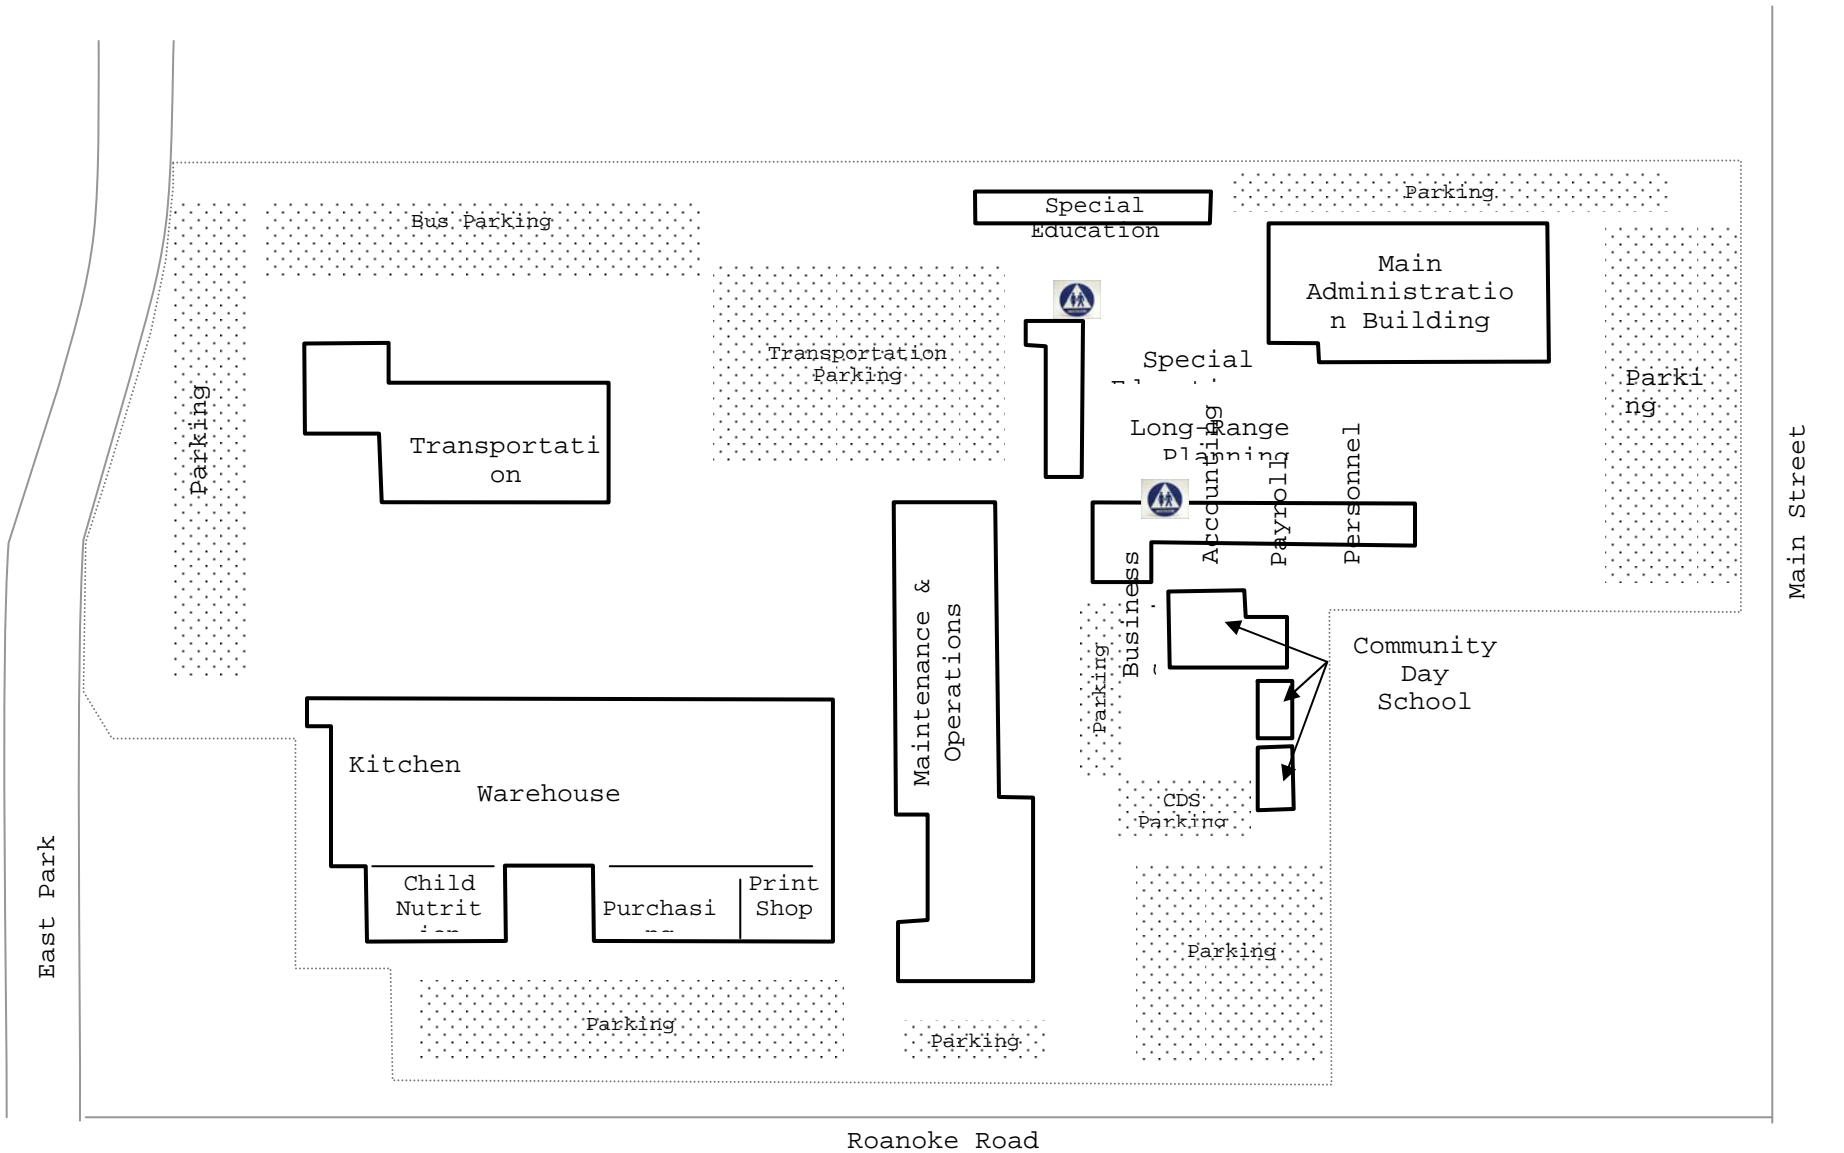 Parking
Special
Education
Bus Parking
Main
Administratio
n Building
Transportation
Parking
Special
Parki
ng
Parking
Long-Range
Planning
Transportati
on
Accounting
Payroll
Personnel
Main Street
Business
Maintenance &
Operations
Parking
Community
Day
School
Kitchen
Warehouse
CDS
Parking
Child
Nutrit
Purchasi
Print
Shop
East Park
Parking
Parking
Parking
Roanoke Road